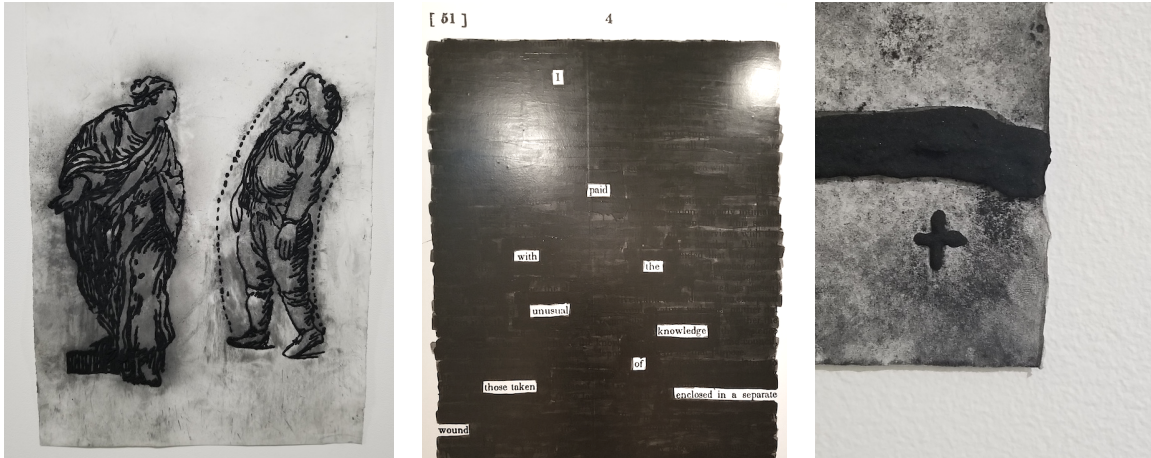 [ 51 ] 4
I
paid
with
the
unusual
knowledge
of
those taken
enclosed in a separate
wound